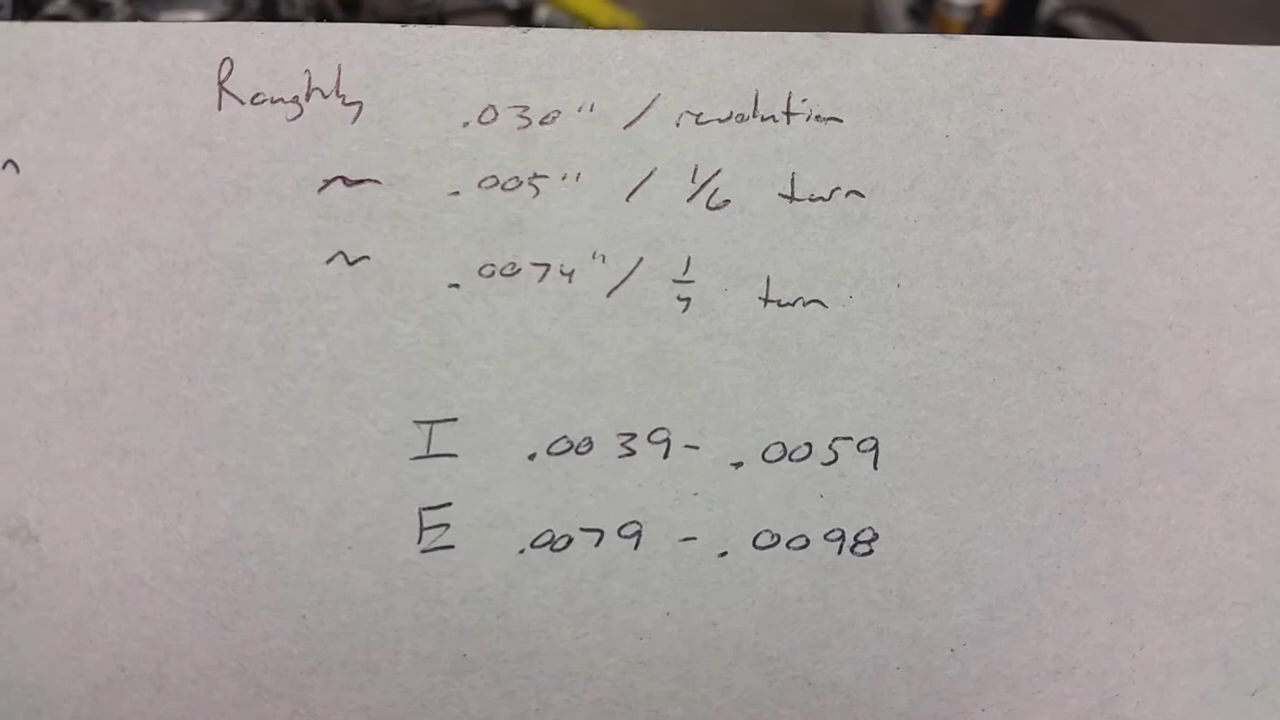 Roughly .030" / revolution
~ .005" / 1/6 turn
~ .0074" / 1/4 turn
I .0039 - .0059
E .0079 - .0098